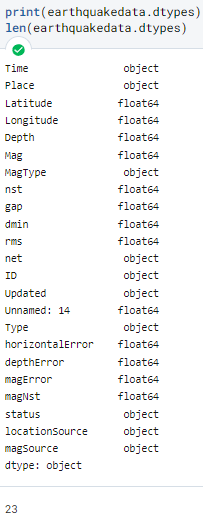 print(earthquakedata.dtypes)
len(earthquakedata.dtypes)
Time object
Place object
Latitude float64
Longitude float64
Depth float64
Mag float64
MagType object
nst float64
gap float64
dmin float64
rms float64
net object
ID object
Updated object
Unnamed: 14 float64
Type object
horizontalError float64
depthError float64
magError float64
magNst float64
status object
locationSource object
magSource object
dtype: object
23